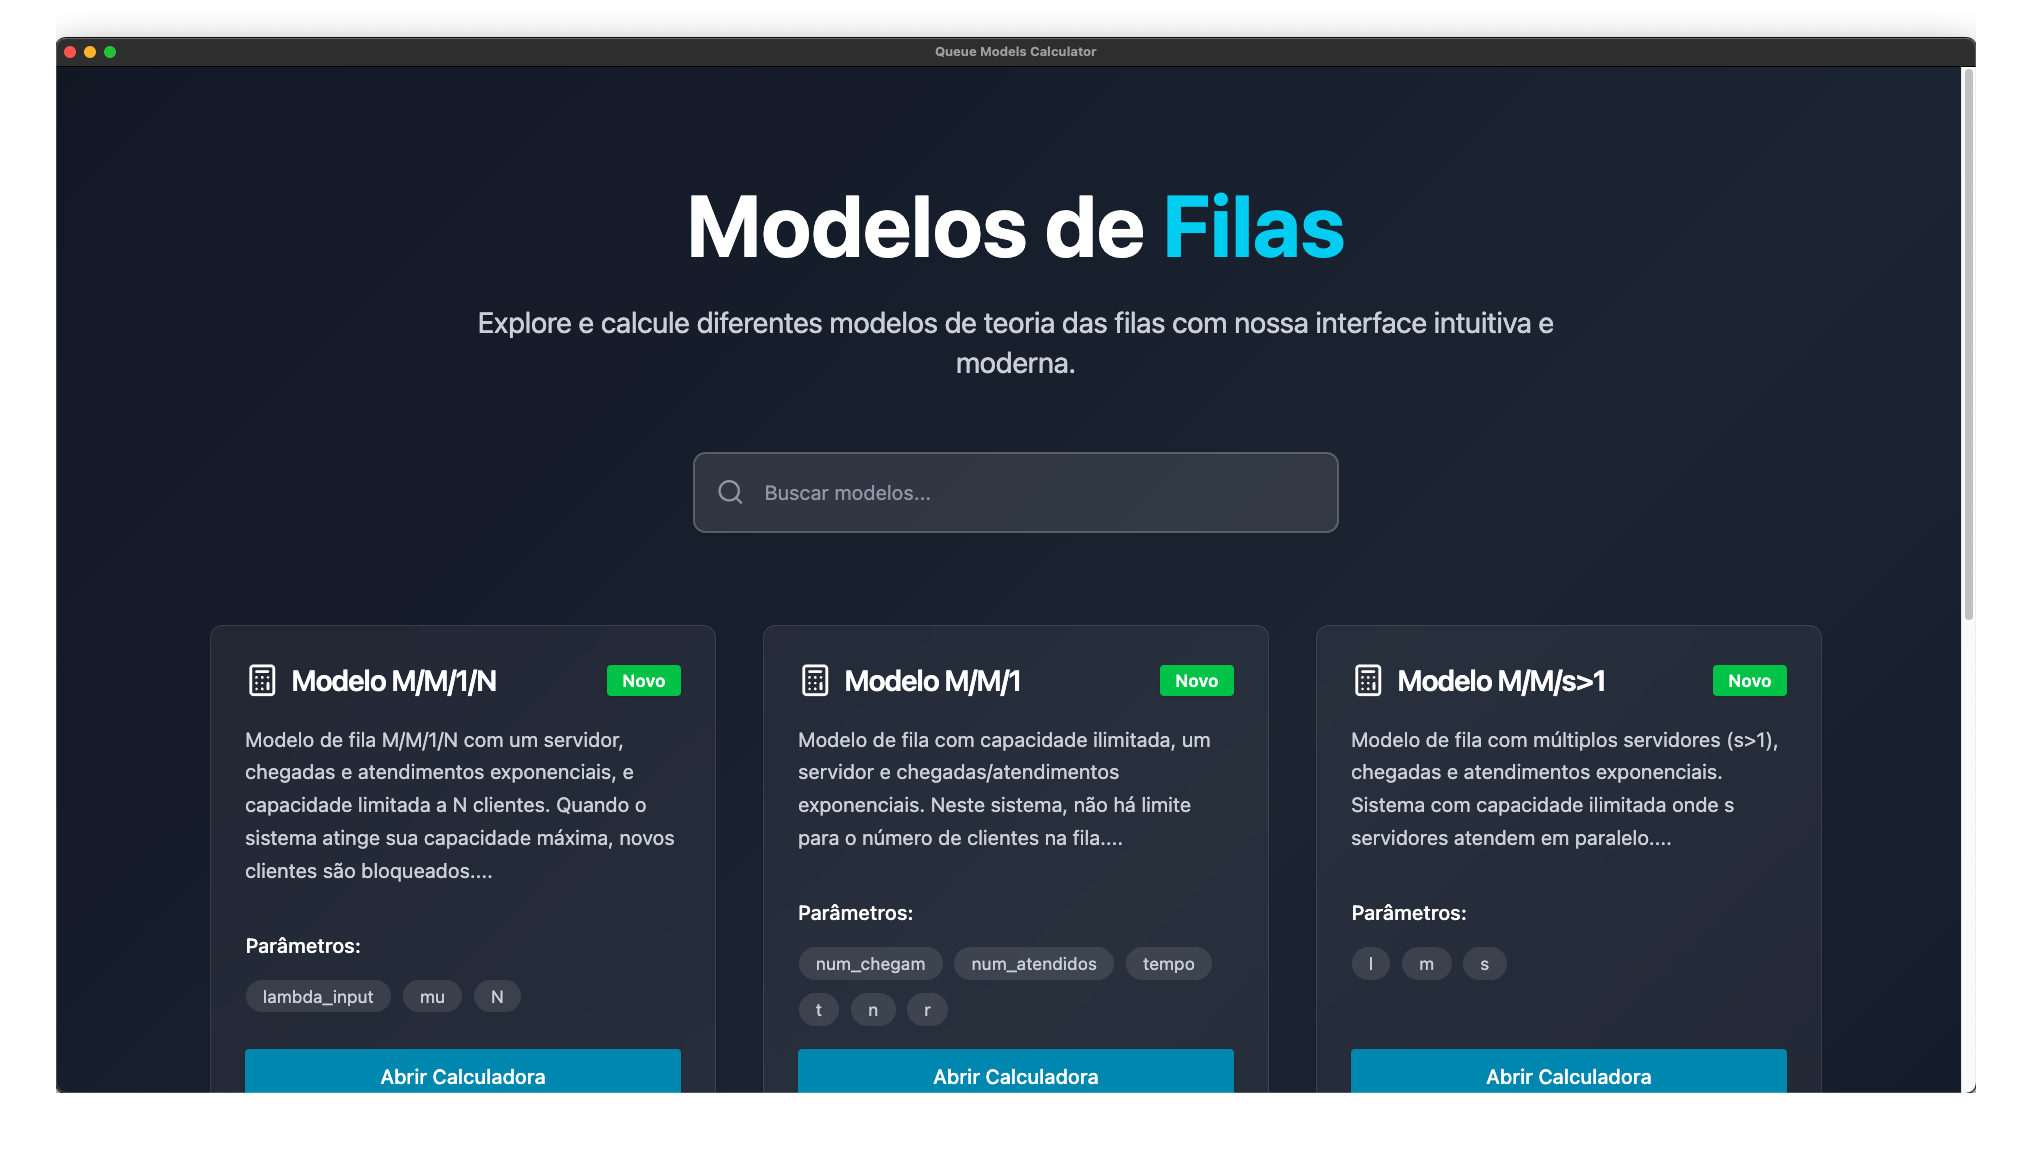 Queue Models Calculator
Modelos de Filas
Explore e calcule diferentes modelos de teoria das filas com nossa interface intuitiva e
moderna.
Buscar modelos...
Modelo M/M/1/N
Novo
Modelo de fila M/M/1/N com um servidor,
chegadas e atendimentos exponenciais, e
capacidade limitada a N clientes. Quando o
sistema atinge sua capacidade máxima, novos
clientes são bloqueados....
Parâmetros:
lambda_input mu N
Abrir Calculadora
Modelo M/M/1
Novo
Modelo de fila com capacidade ilimitada, um
servidor e chegadas/atendimentos
exponenciais. Neste sistema, não há limite
para o número de clientes na fila....
Parâmetros:
num_chegam num_atendidos tempo
t n r
Abrir Calculadora
Modelo M/M/s>1
Novo
Modelo de fila com múltiplos servidores (s>1),
chegadas e atendimentos exponenciais.
Sistema com capacidade ilimitada onde s
servidores atendem em paralelo....
Parâmetros:
l m s
Abrir Calculadora